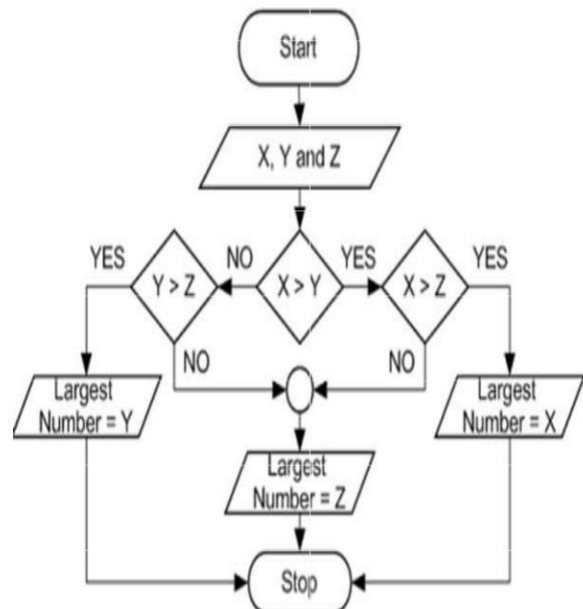 Start
X, Y and Z
YES
Y > Z
NO
X > Y
YES
X > Z
YES
NO
NO
Largest
Number = Y
Largest
Number = X
Largest
Number = Z
Stop